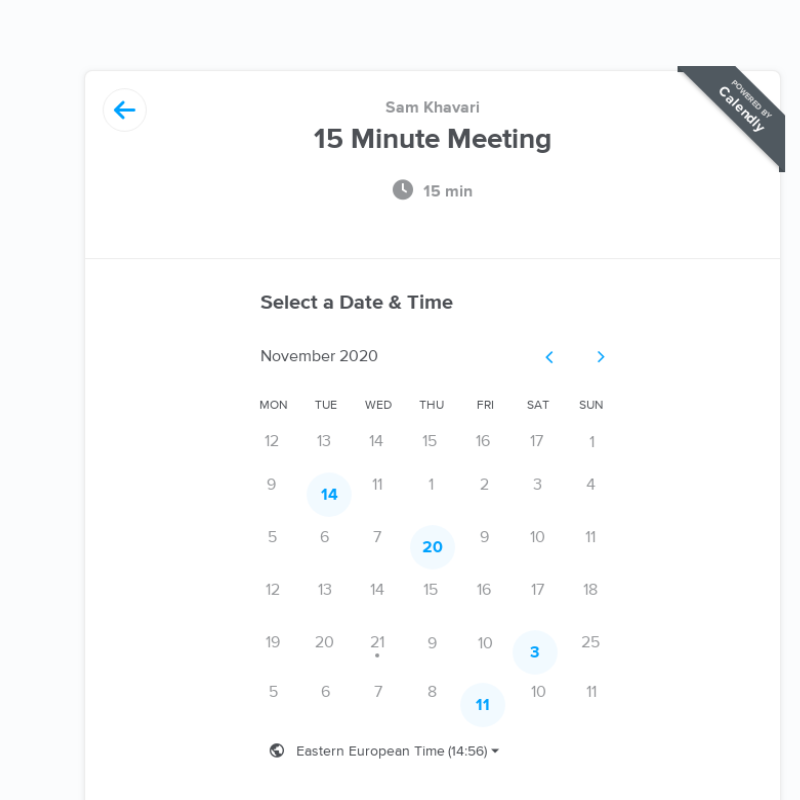 POWERED BY
Calendly
Sam Khavari
15 Minute Meeting
15 min
Select a Date & Time
November 2020
MON TUE WED THU FRI SAT SUN
12 13 14 15 16 17 1
9 14 11 1 2 3 4
5 6 7 20 9 10 11
12 13 14 15 16 17 18
19 20 21 9 10 3 25
5 6 7 8 11 10 11
Eastern European Time (14:56)